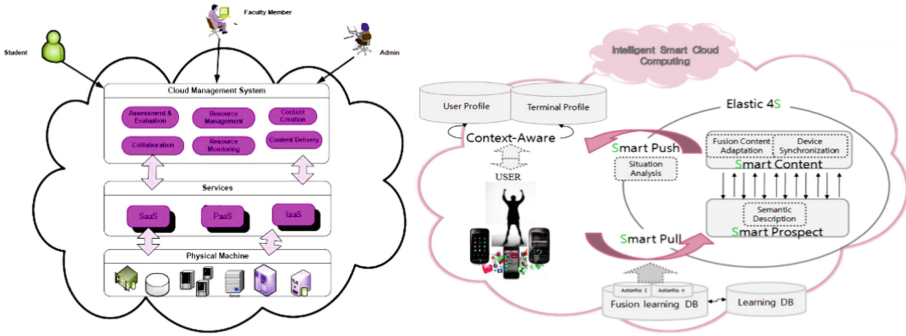 Faculty Member
Student
Admin
Cloud Management System
Assessment &
Evaluation
Resource
Management
Content
Creation
Collaboration
Resource
Monitoring
Content Delivery
Services
SaaS
PaaS
IaaS
Physical Machine
Intelligent Smart Cloud
Computing
User Profile
Terminal Profile
Context-Aware
USER
Elastic 4S
Smart Push
Situation
Analysis
Fusion Content
Adaptation
Device
Synchronization
Smart Content
Semantic
Description
Smart Prospect
Smart Pull
Fusion learning DB
Learning DB